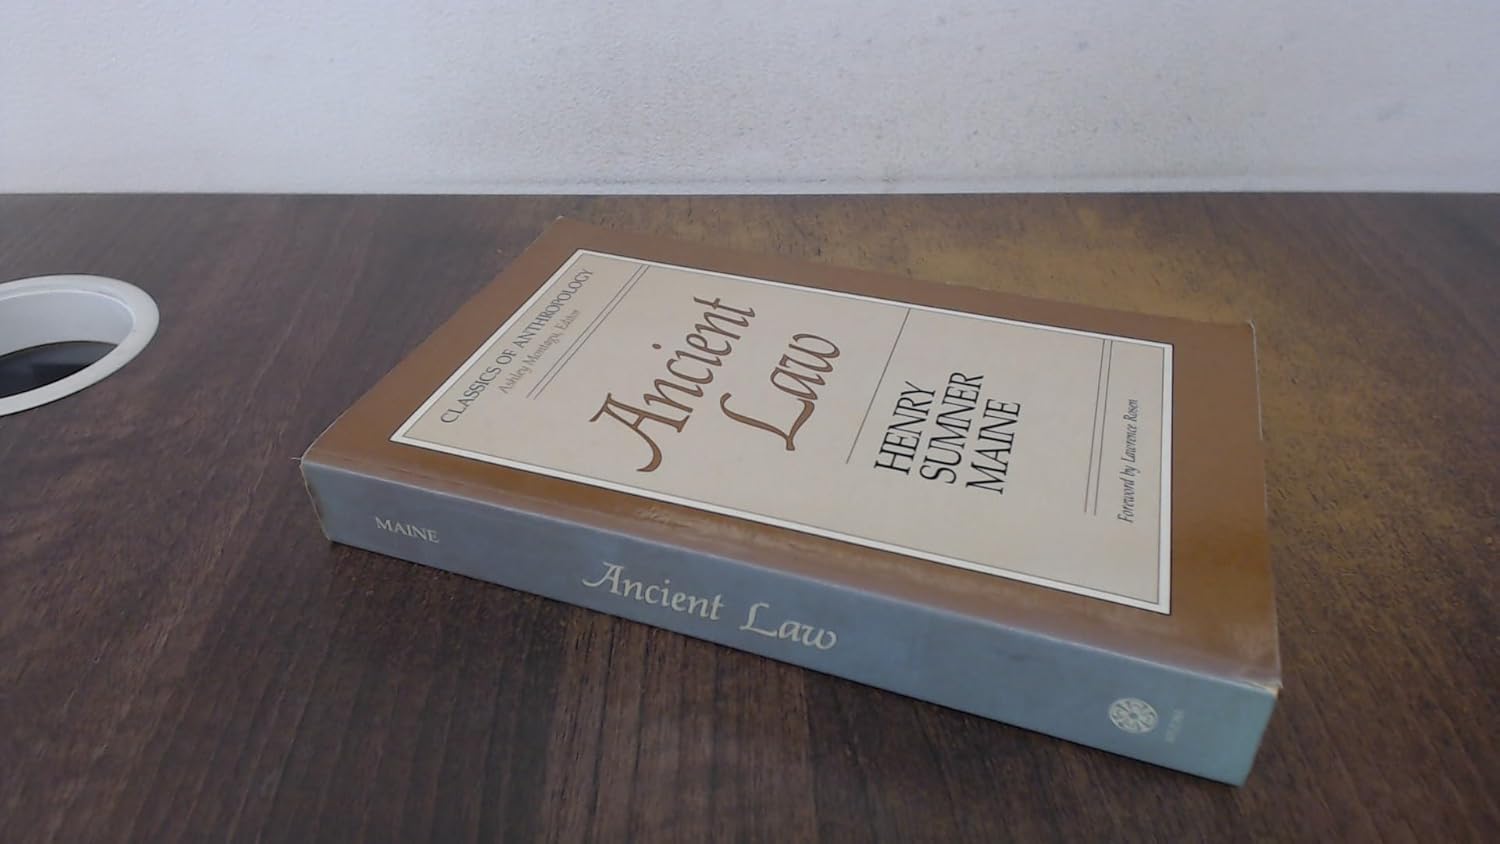 CLASSICS OF ANTHROPOLOGY
Ashley Montagu, Editor
Ancient
Law
HENRY
SUMNER
MAINE
Foreword by Lawrence Rosen
MAINE
Ancient Law